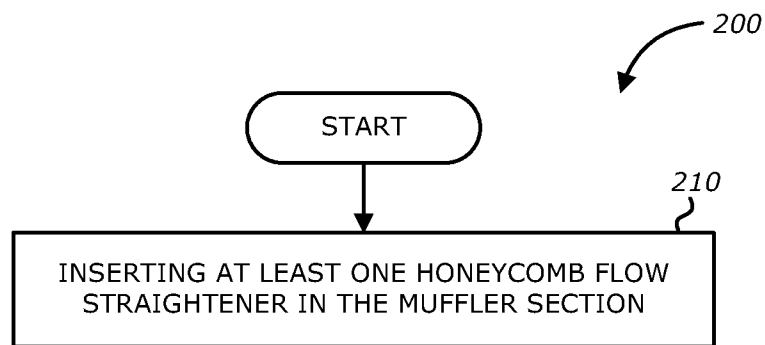 200
START
210
INSERTING AT LEAST ONE HONEYCOMB FLOW
STRAIGHTENER IN THE MUFFLER SECTION